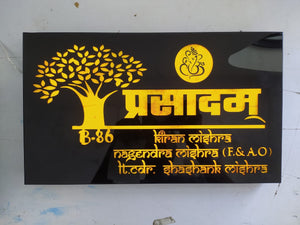 प्रसादम्
B-86
Kiran Mishra
Nagendra Mishra (F.& A.O)
Lt.Cdr. Shashank Mishra